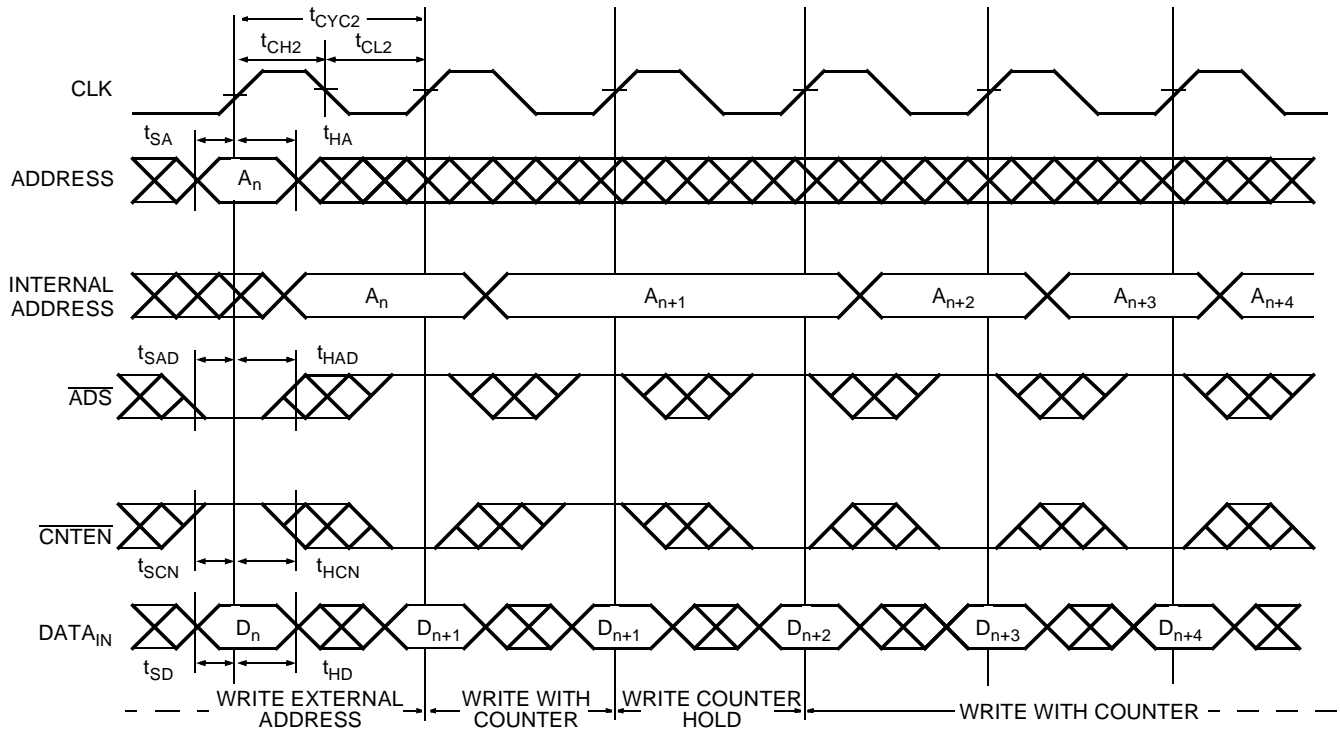 tCYC2
tCH2
tCL2
CLK
tSA
tHA
ADDRESS
An
INTERNAL
ADDRESS
An
An+1
An+2
An+3
An+4
tSAD
tHAD
ADS
CNTEN
tSCN
tHCN
DATAIN
Dn
Dn+1
Dn+1
Dn+2
Dn+3
Dn+4
tSD
tHD
WRITE EXTERNAL
ADDRESS
WRITE WITH
COUNTER
WRITE COUNTER
HOLD
WRITE WITH COUNTER